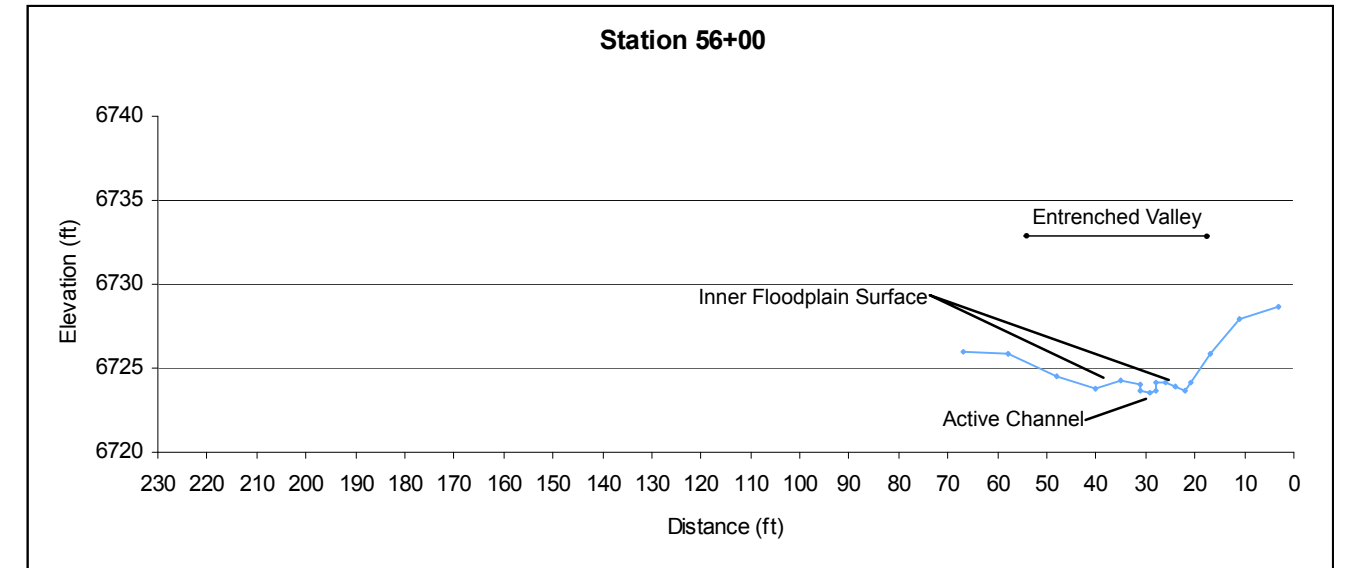 Station 56+00
6740
6735
Entrenched Valley
6730
Inner Floodplain Surface
6725
Active Channel
6720
Elevation (ft)
230 220 210 200 190 180 170 160 150 140 130 120 110 100 90 80 70 60 50 40 30 20 10 0
Distance (ft)